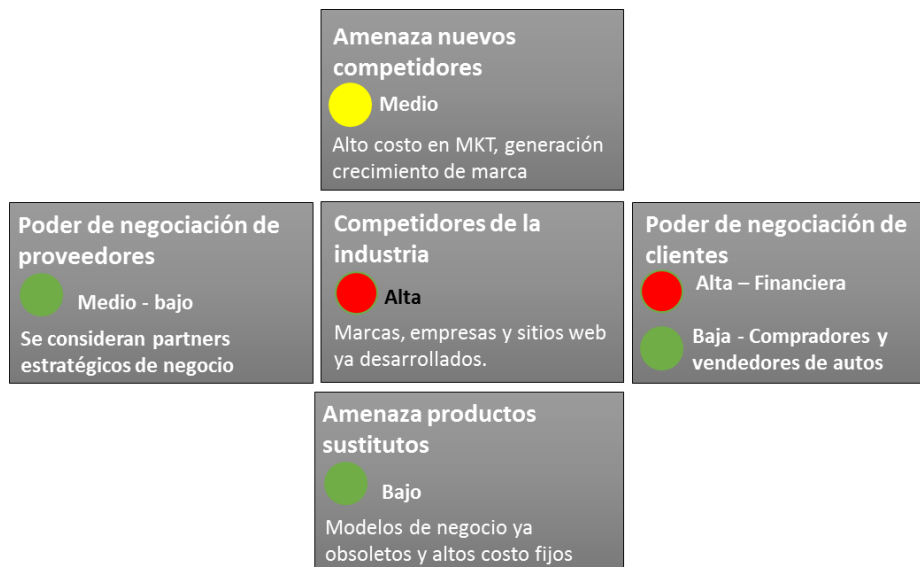 Amenaza nuevos
competidores
Medio
Alto costo en MKT, generación
crecimiento de marca
Poder de negociación de
proveedores
Medio - bajo
Se consideran partners
estratégicos de negocio
Competidores de la
industria
Alta
Marcas, empresas y sitios web
ya desarrollados.
Poder de negociación de
clientes
Alta – Financiera
Baja - Compradores y
vendedores de autos
Amenaza productos
sustitutos
Bajo
Modelos de negocio ya
obsoletos y altos costo fijos